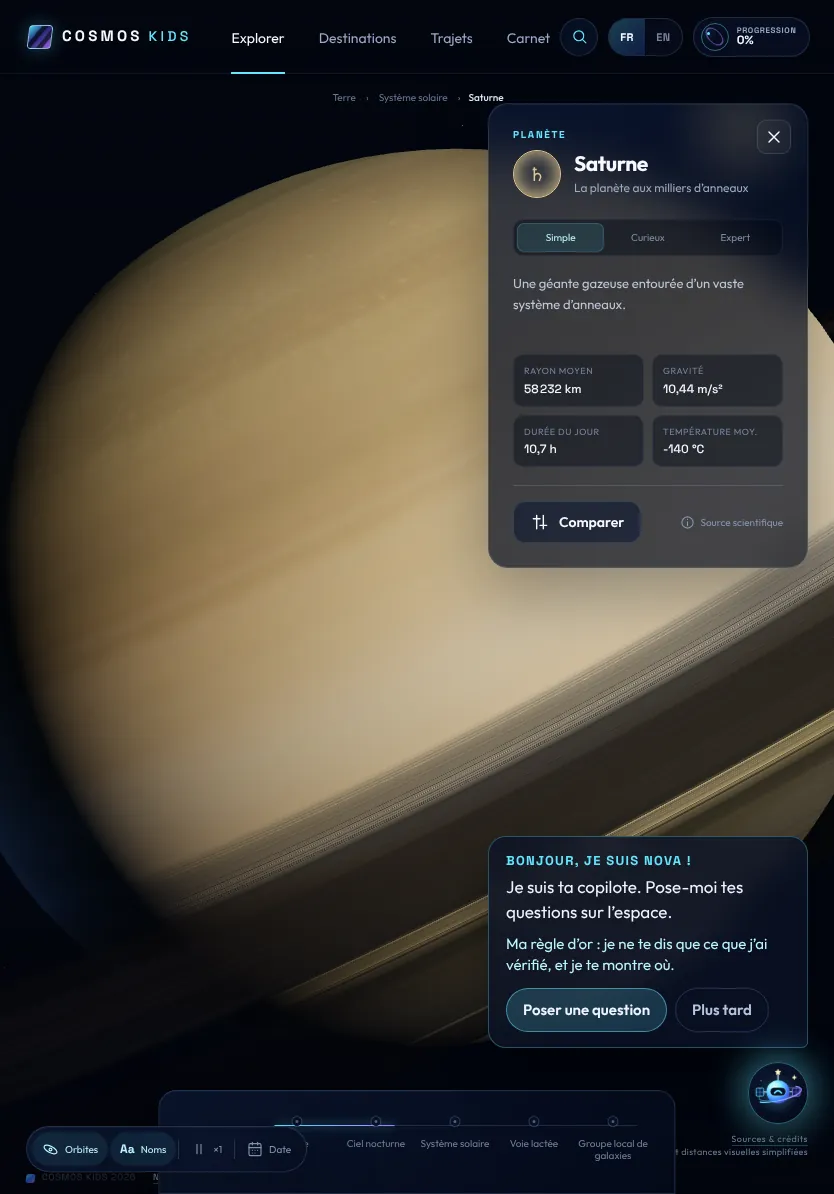 COSMOS KIDS
Explorer
Destinations
Trajets
Carnet
FR
EN
PROGRESSION
0%
Terre › Système solaire › Saturne
PLANÈTE
♄
Saturne
La planète aux milliers d’anneaux
Simple
Curieux
Expert
Une géante gazeuse entourée d’un vaste
système d’anneaux.
RAYON MOYEN
58 232 km
GRAVITÉ
10,44 m/s²
DURÉE DU JOUR
10,7 h
TEMPÉRATURE MOY.
-140 °C
Comparer
Source scientifique
BONJOUR, JE SUIS NOVA !
Je suis ta copilote. Pose-moi tes
questions sur l’espace.
Ma règle d’or : je ne te dis que ce que j’ai
vérifié, et je te montre où.
Poser une question
Plus tard
Orbites
Aa Noms
×1
Date
Ciel nocturne
Système solaire
Voie lactée
Groupe local de
galaxies
Sources & crédits
distances visuelles simplifiées
COSMOS KIDS 2026